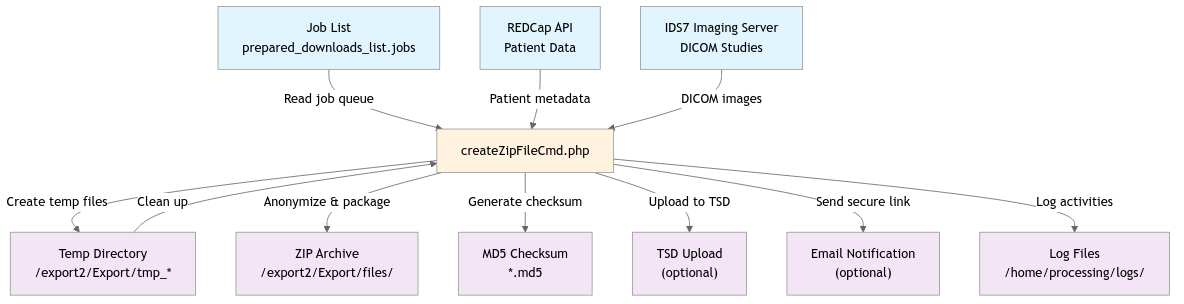 Job List
prepared_downloads_list.jobs
REDCap API
Patient Data
IDS7 Imaging Server
DICOM Studies
Read job queue
Patient metadata
DICOM images
createZipFileCmd.php
Create temp files
Clean up
Anonymize & package
Generate checksum
Upload to TSD
Send secure link
Log activities
Temp Directory
/export2/Export/tmp_*
ZIP Archive
/export2/Export/files/
MD5 Checksum
*.md5
TSD Upload
(optional)
Email Notification
(optional)
Log Files
/home/processing/logs/